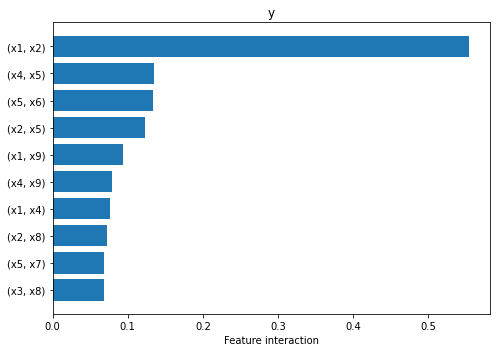 y
(x1, x2)
(x4, x5)
(x5, x6)
(x2, x5)
(x1, x9)
(x4, x9)
(x1, x4)
(x2, x8)
(x5, x7)
(x3, x8)
0.0 0.1 0.2 0.3 0.4 0.5
Feature interaction